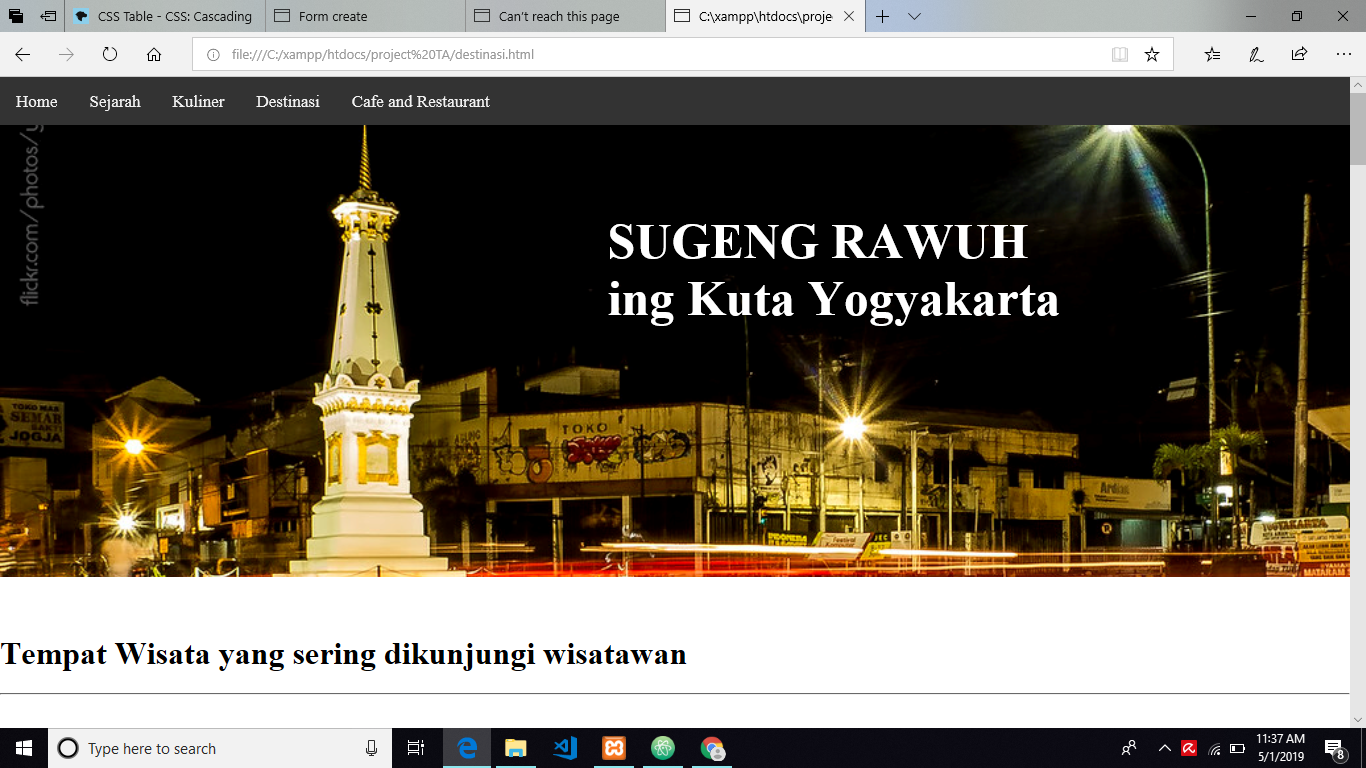 CSS Table - CSS: Cascading
Form create
Can't reach this page
C:\xampp\htdocs\proje
file:///C:/xampp/htdocs/project%20TA/destinasi.html
Home Sejarah Kuliner Destinasi Cafe and Restaurant
flickr.com/photos/y
SUGENG RAWUH
ing Kuta Yogyakarta
TOKO MAS
SEMAR
JOGJA
TOKO
Ardian
MATARAM
Tempat Wisata yang sering dikunjungi wisatawan
Type here to search
11:37 AM
5/1/2019
8